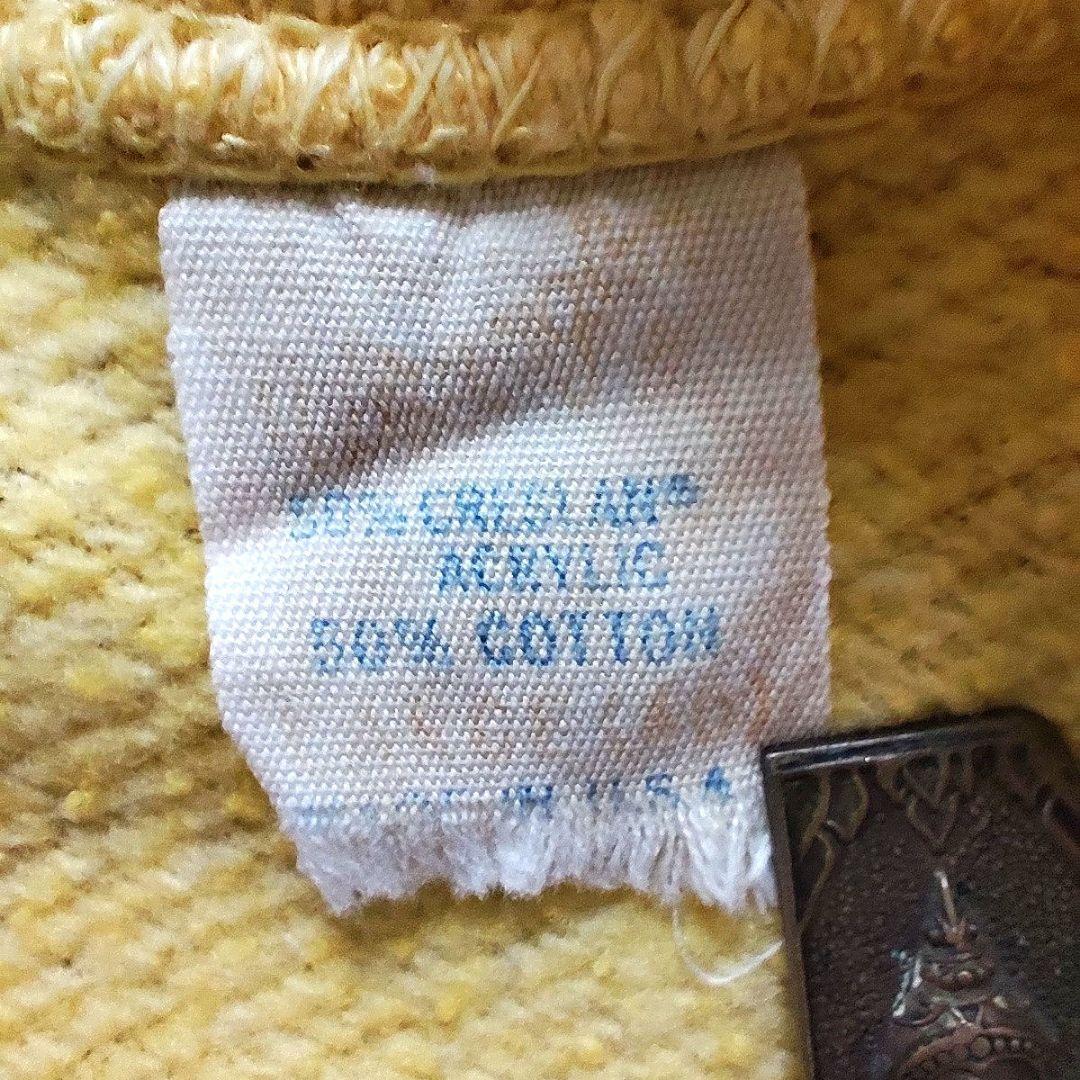 50% CRESLAN®
ACRYLIC
50% COTTON
U.S.A